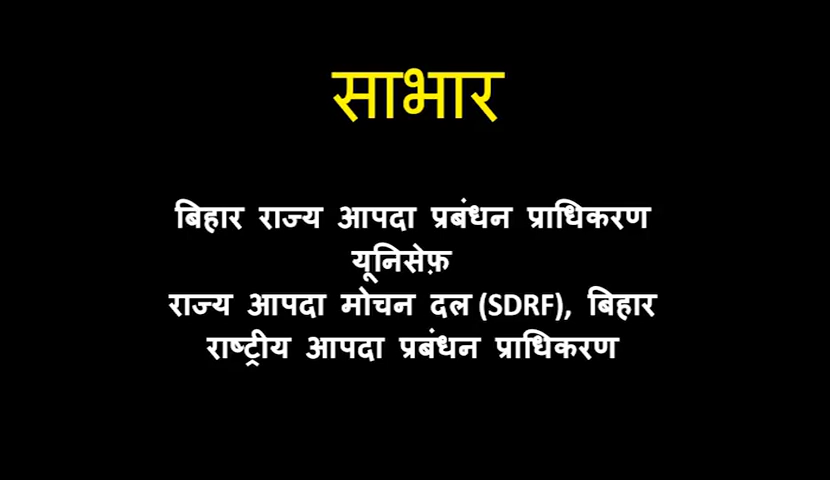 साभार
बिहार राज्य आपदा प्रबंधन प्राधिकरण
यूनिसेफ़
राज्य आपदा मोचन दल (SDRF), बिहार
राष्ट्रीय आपदा प्रबंधन प्राधिकरण